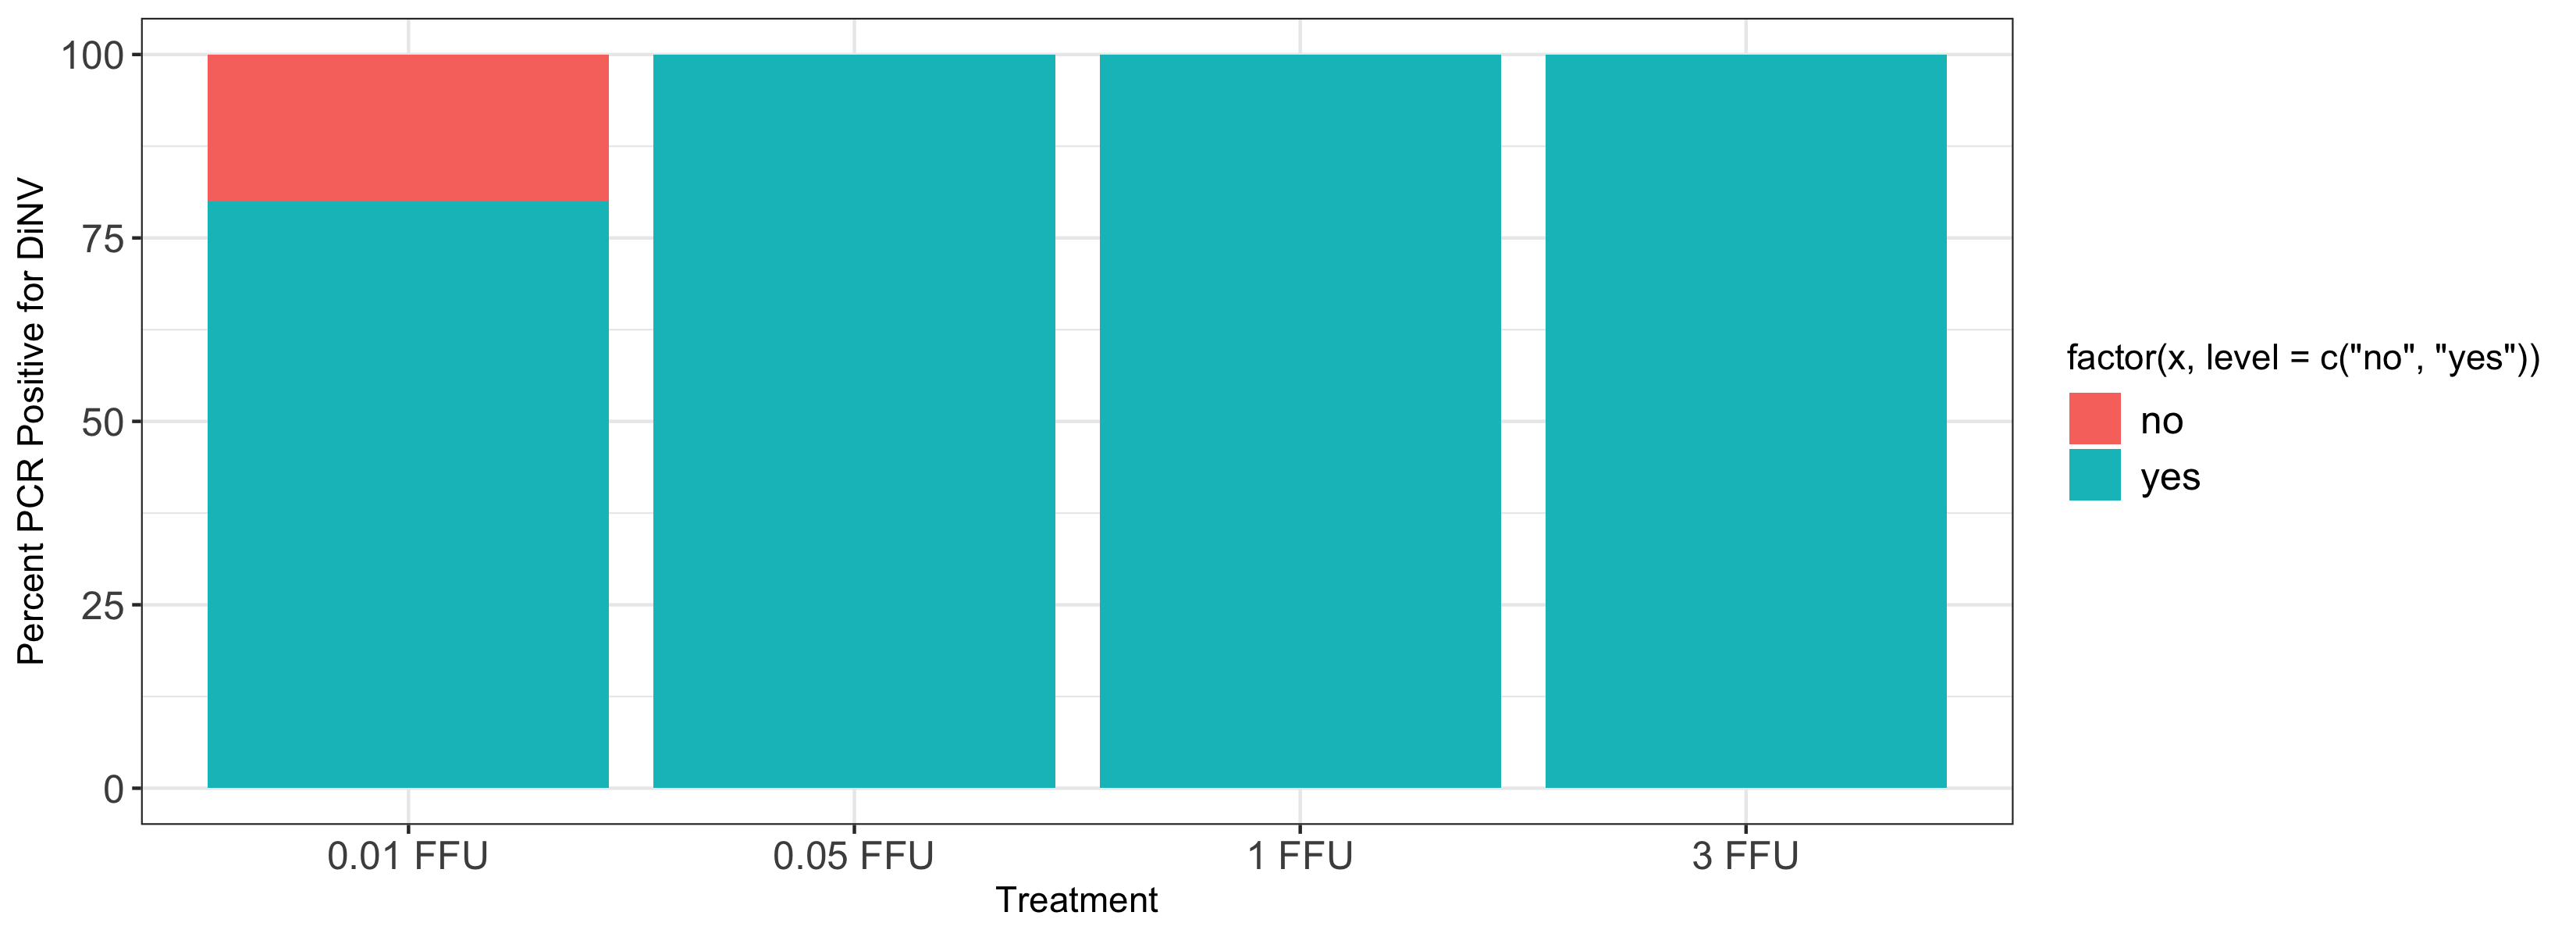 Percent PCR Positive for DiNV
100
75
50
25
0
0.01 FFU
0.05 FFU
1 FFU
3 FFU
Treatment
factor(x, level = c("no", "yes"))
no
yes